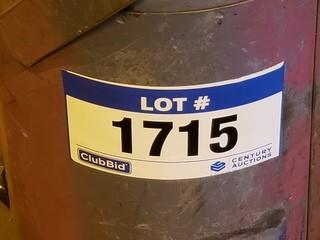 LOT #
1715
ClubBid
CENTURY
AUCTIONS